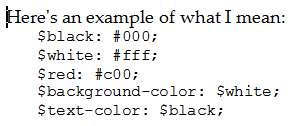 Here's an example of what I mean:
$black: #000;
$white: #fff;
$red: #c00;
$background-color: $white;
$text-color: $black;